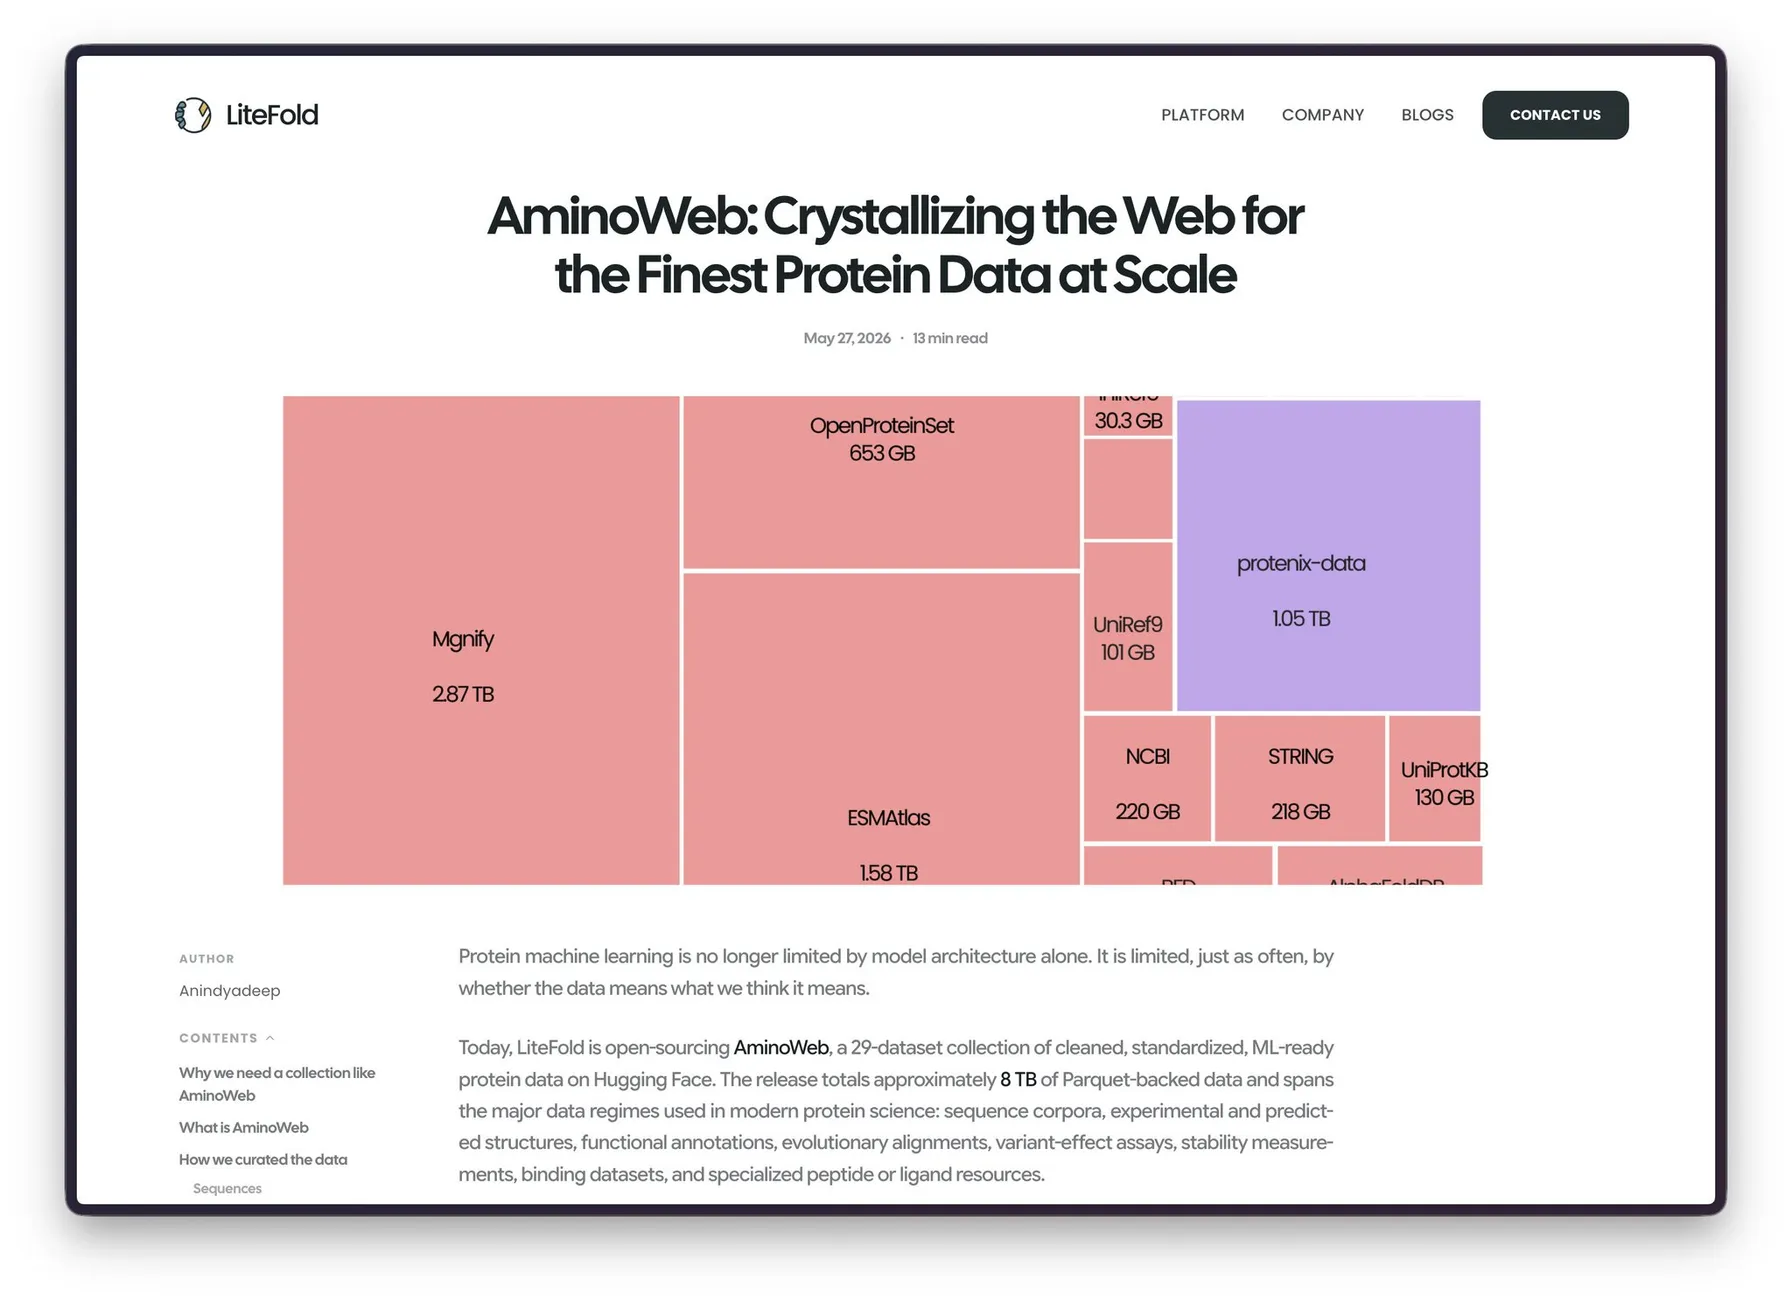 LiteFold
PLATFORM
COMPANY
BLOGS
CONTACT US
AminoWeb: Crystallizing the Web for
the Finest Protein Data at Scale
May 27, 2026 · 13 min read
Mgnify
2.87 TB
OpenProteinSet
653 GB
ESMAtlas
1.58 TB
30.3 GB
UniRef9
101 GB
protenix-data
1.05 TB
NCBI
220 GB
STRING
218 GB
UniProtKB
130 GB
AlphaFoldDB
AUTHOR
Anindyadeep
CONTENTS
Why we need a collection like
AminoWeb
What is AminoWeb
How we curated the data
Sequences
Protein machine learning is no longer limited by model architecture alone. It is limited, just as often, by
whether the data means what we think it means.
Today, LiteFold is open-sourcing AminoWeb, a 29-dataset collection of cleaned, standardized, ML-ready
protein data on Hugging Face. The release totals approximately 8 TB of Parquet-backed data and spans
the major data regimes used in modern protein science: sequence corpora, experimental and predict-
ed structures, functional annotations, evolutionary alignments, variant-effect assays, stability measure-
ments, binding datasets, and specialized peptide or ligand resources.